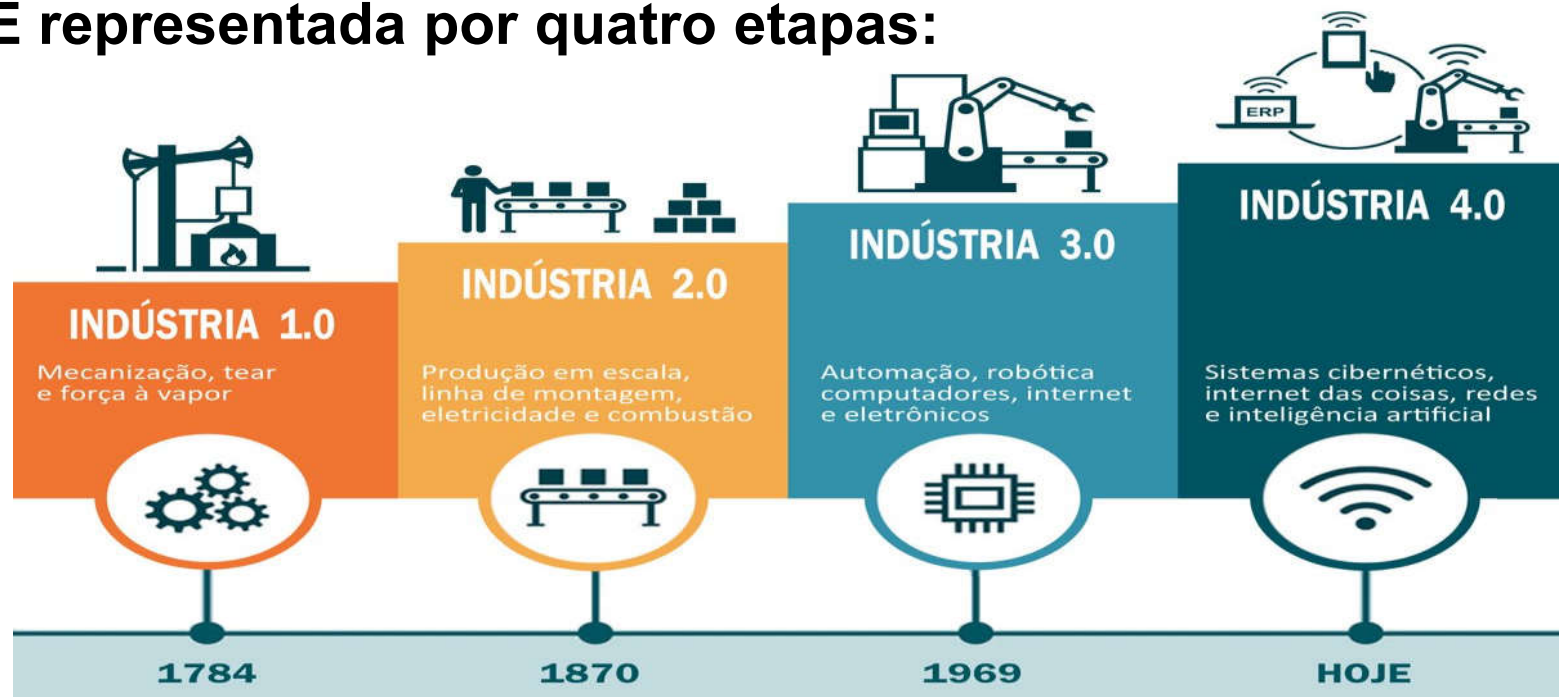 É representada por quatro etapas:
ERP
INDÚSTRIA 1.0
Mecanização, tear
e força à vapor
INDÚSTRIA 2.0
Produção em escala,
linha de montagem,
eletricidade e combustão
INDÚSTRIA 3.0
Automação, robótica
computadores, internet
e eletrônicos
INDÚSTRIA 4.0
Sistemas cibernéticos,
internet das coisas, redes
e inteligência artificial
1784
1870
1969
HOJE